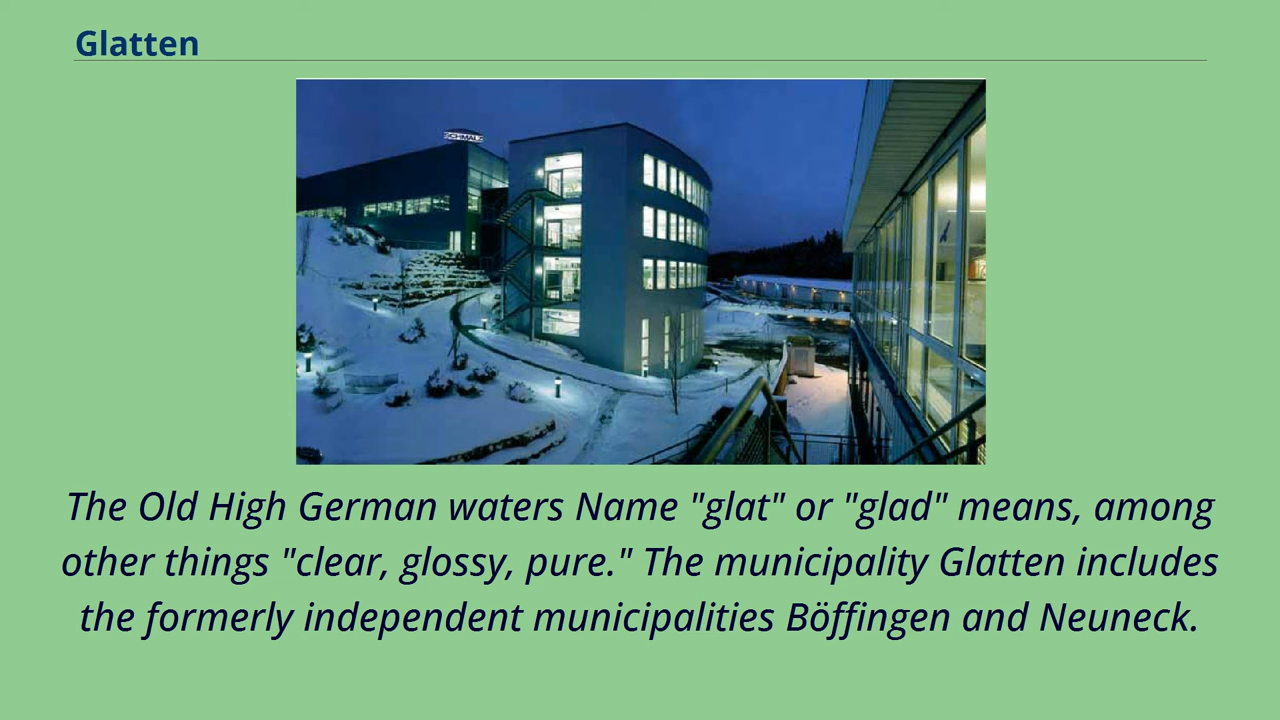 Glatten
SCHMALZ
The Old High German waters Name "glat" or "glad" means, among
other things "clear, glossy, pure." The municipality Glatten includes
the formerly independent municipalities Böffingen and Neuneck.